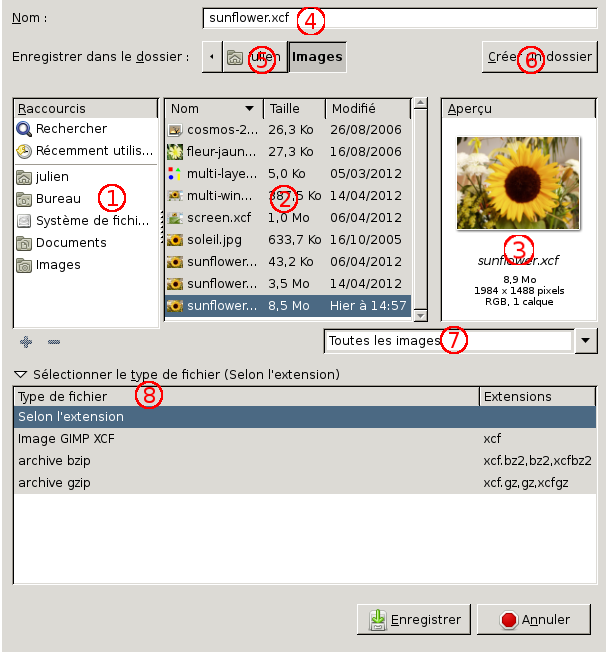 Nom :
sunflower.xcf
4
Enregistrer dans le dossier :
julien
5
Images
Créer un dossier
6
Raccourcis
Rechercher
Récemment utilis...
julien
Bureau
Système de fichi...
Documents
Images
1
Nom Taille Modifié
cosmos-2... 26,3 Ko 26/08/2006
fleur-jaun... 27,3 Ko 16/08/2006
multi-laye... 5,0 Ko 05/03/2012
multi-win... 387,5 Ko 14/04/2012
screen.xcf 1,0 Mo 06/04/2012
soleil.jpg 633,7 Ko 16/10/2005
sunflower... 43,2 Ko 06/04/2012
sunflower... 3,5 Mo 14/04/2012
sunflower... 8,5 Mo Hier à 14:57
2
Aperçu
3
sunflower.xcf
8,9 Mo
1984 x 1488 pixels
RGB, 1 calque
Toutes les images
7
Sélectionner le type de fichier (Selon l'extension)
Type de fichier Extensions
8
Selon l'extension
Image GIMP XCF xcf
archive bzip xcf.bz2,bz2,xcfbz2
archive gzip xcf.gz,gz,xcfgz
Enregistrer
Annuler